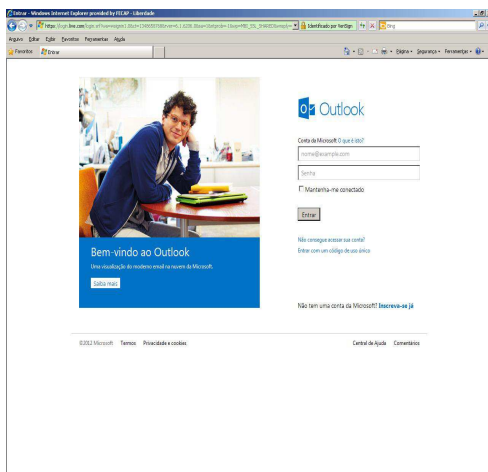 Entrar - Windows Internet Explorer provided by FECAP - Liberdade
Identificado por VeriSign
Bing
Arquivo Editar Exibir Favoritos Ferramentas Ajuda
Favoritos Entrar
Página Segurança Ferramentas
Outlook
Conta da Microsoft O que é isto?
nome@example.com
Senha
Mantenha-me conectado
Entrar
Não consegue acessar sua conta?
Entrar com um código de uso único
Bem-vindo ao Outlook
Uma visualização do moderno email na nuvem da Microsoft.
Saiba mais
Não tem uma conta da Microsoft? Inscreva-se já
©2012 Microsoft Termos Privacidade e cookies Central de Ajuda Comentários